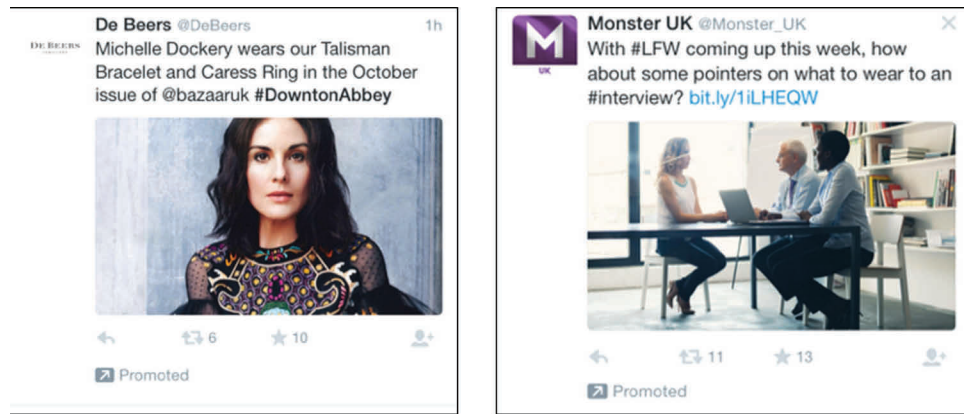 De Beers @DeBeers 1h
DE BEERS
Michelle Dockery wears our Talisman
Bracelet and Caress Ring in the October
issue of @bazaaruk #DowntonAbbey
6 10
Promoted
Monster UK @Monster_UK
M
UK
With #LFW coming up this week, how
about some pointers on what to wear to an
#interview? bit.ly/1iLHEQW
11 13
Promoted